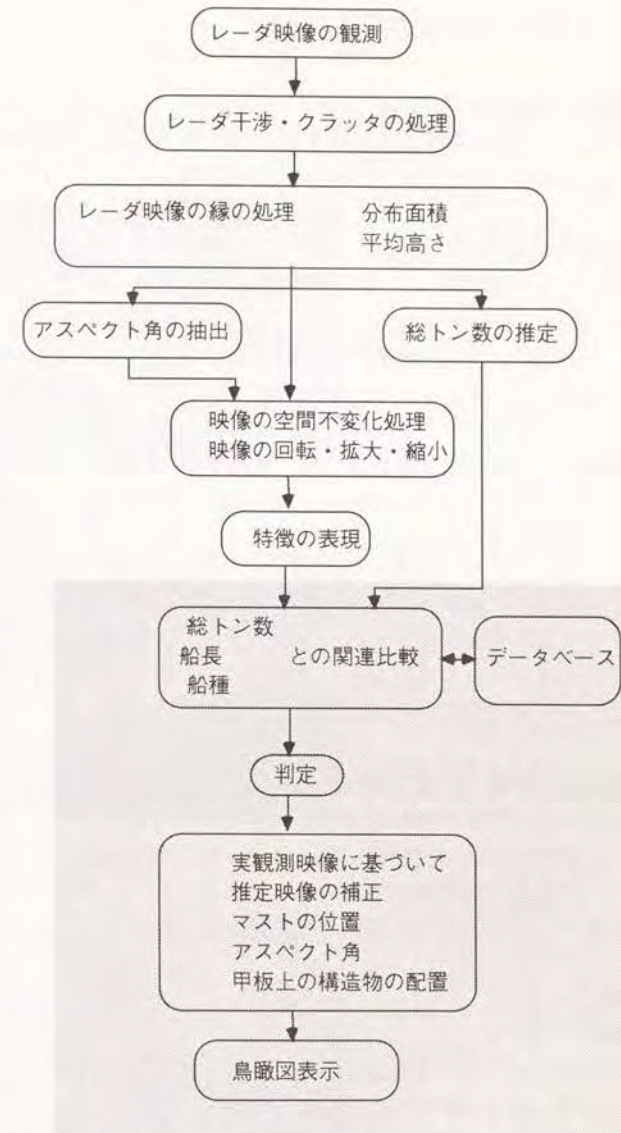 レーダ映像の観測
レーダ干渉・クラッタの処理
レーダ映像の縁の処理 分布面積
平均高さ
アスペクト角の抽出
総トン数の推定
映像の空間不変化処理
映像の回転・拡大・縮小
特徴の表現
総トン数
船長 との関連比較
船種
データベース
判定
実観測映像に基づいて
推定映像の補正
マストの位置
アスペクト角
甲板上の構造物の配置
鳥瞰図表示